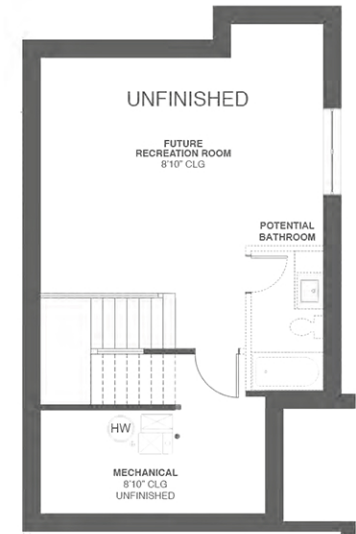 UNFINISHED
FUTURE
RECREATION ROOM
8'10" CLG
POTENTIAL
BATHROOM
HW
MECHANICAL
8'10" CLG
UNFINISHED